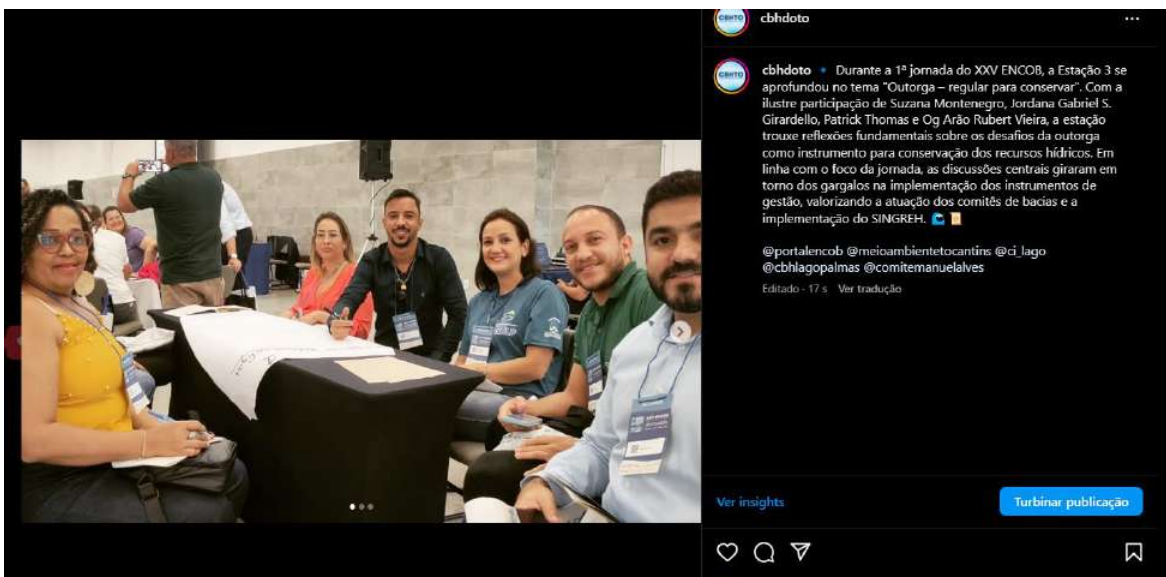 cbhdoto
cbhdoto 🔹 Durante a 1ª jornada do XXV ENCOB, a Estação 3 se
aprofundou no tema "Outorga – regular para conservar". Com a
ilustre participação de Suzana Montenegro, Jordana Gabriel S.
Girardello, Patrick Thomas e Og Arão Rubert Vieira, a estação
trouxe reflexões fundamentais sobre os desafios da outorga
como instrumento para conservação dos recursos hídricos. Em
linha com o foco da jornada, as discussões centrais giraram em
torno dos gargalos na implementação dos instrumentos de
gestão, valorizando a atuação dos comitês de bacias e a
implementação do SINGREH. 🌊 📜
@portalencob @meioambientetocantins @ci_lago
@cbhlagopalmas @comitemanuelalves
Editado · 17 s Ver tradução
Ver insights
Turbinar publicação